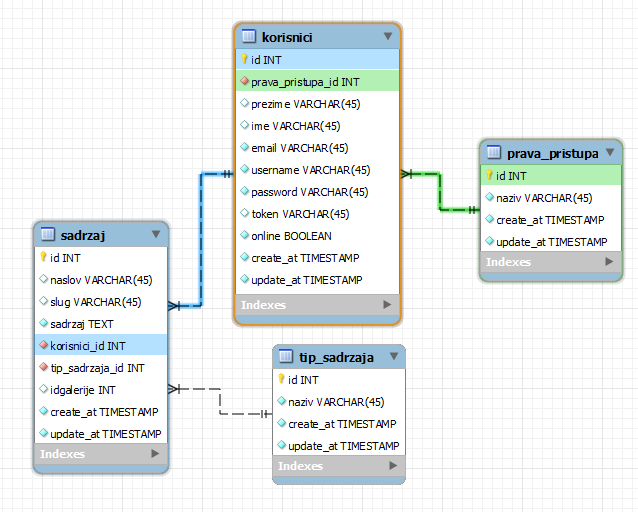 korisnici
id INT
prava_pristupa_id INT
prezime VARCHAR(45)
ime VARCHAR(45)
email VARCHAR(45)
username VARCHAR(45)
password VARCHAR(45)
token VARCHAR(45)
online BOOLEAN
create_at TIMESTAMP
update_at TIMESTAMP
Indexes
prava_pristupa
id INT
naziv VARCHAR(45)
create_at TIMESTAMP
update_at TIMESTAMP
Indexes
sadrzaj
id INT
naslov VARCHAR(45)
slug VARCHAR(45)
sadrzaj TEXT
korisnici_id INT
tip_sadrzaja_id INT
idgalerije INT
create_at TIMESTAMP
update_at TIMESTAMP
Indexes
tip_sadrzaja
id INT
naziv VARCHAR(45)
create_at TIMESTAMP
update_at TIMESTAMP
Indexes